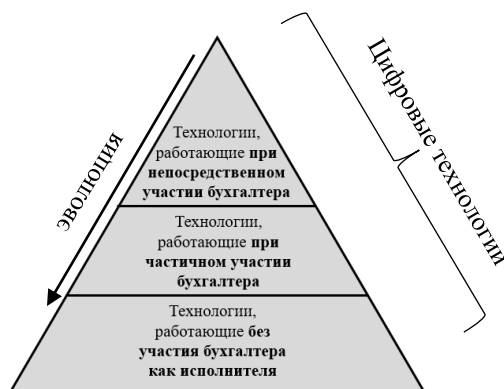 Технологии,
работающие при
непосредственном
участии бухгалтера
Технологии,
работающие при
частичном участии
бухгалтера
Технологии,
работающие без
участия бухгалтера
как исполнителя
эволюция
Цифровые технологии